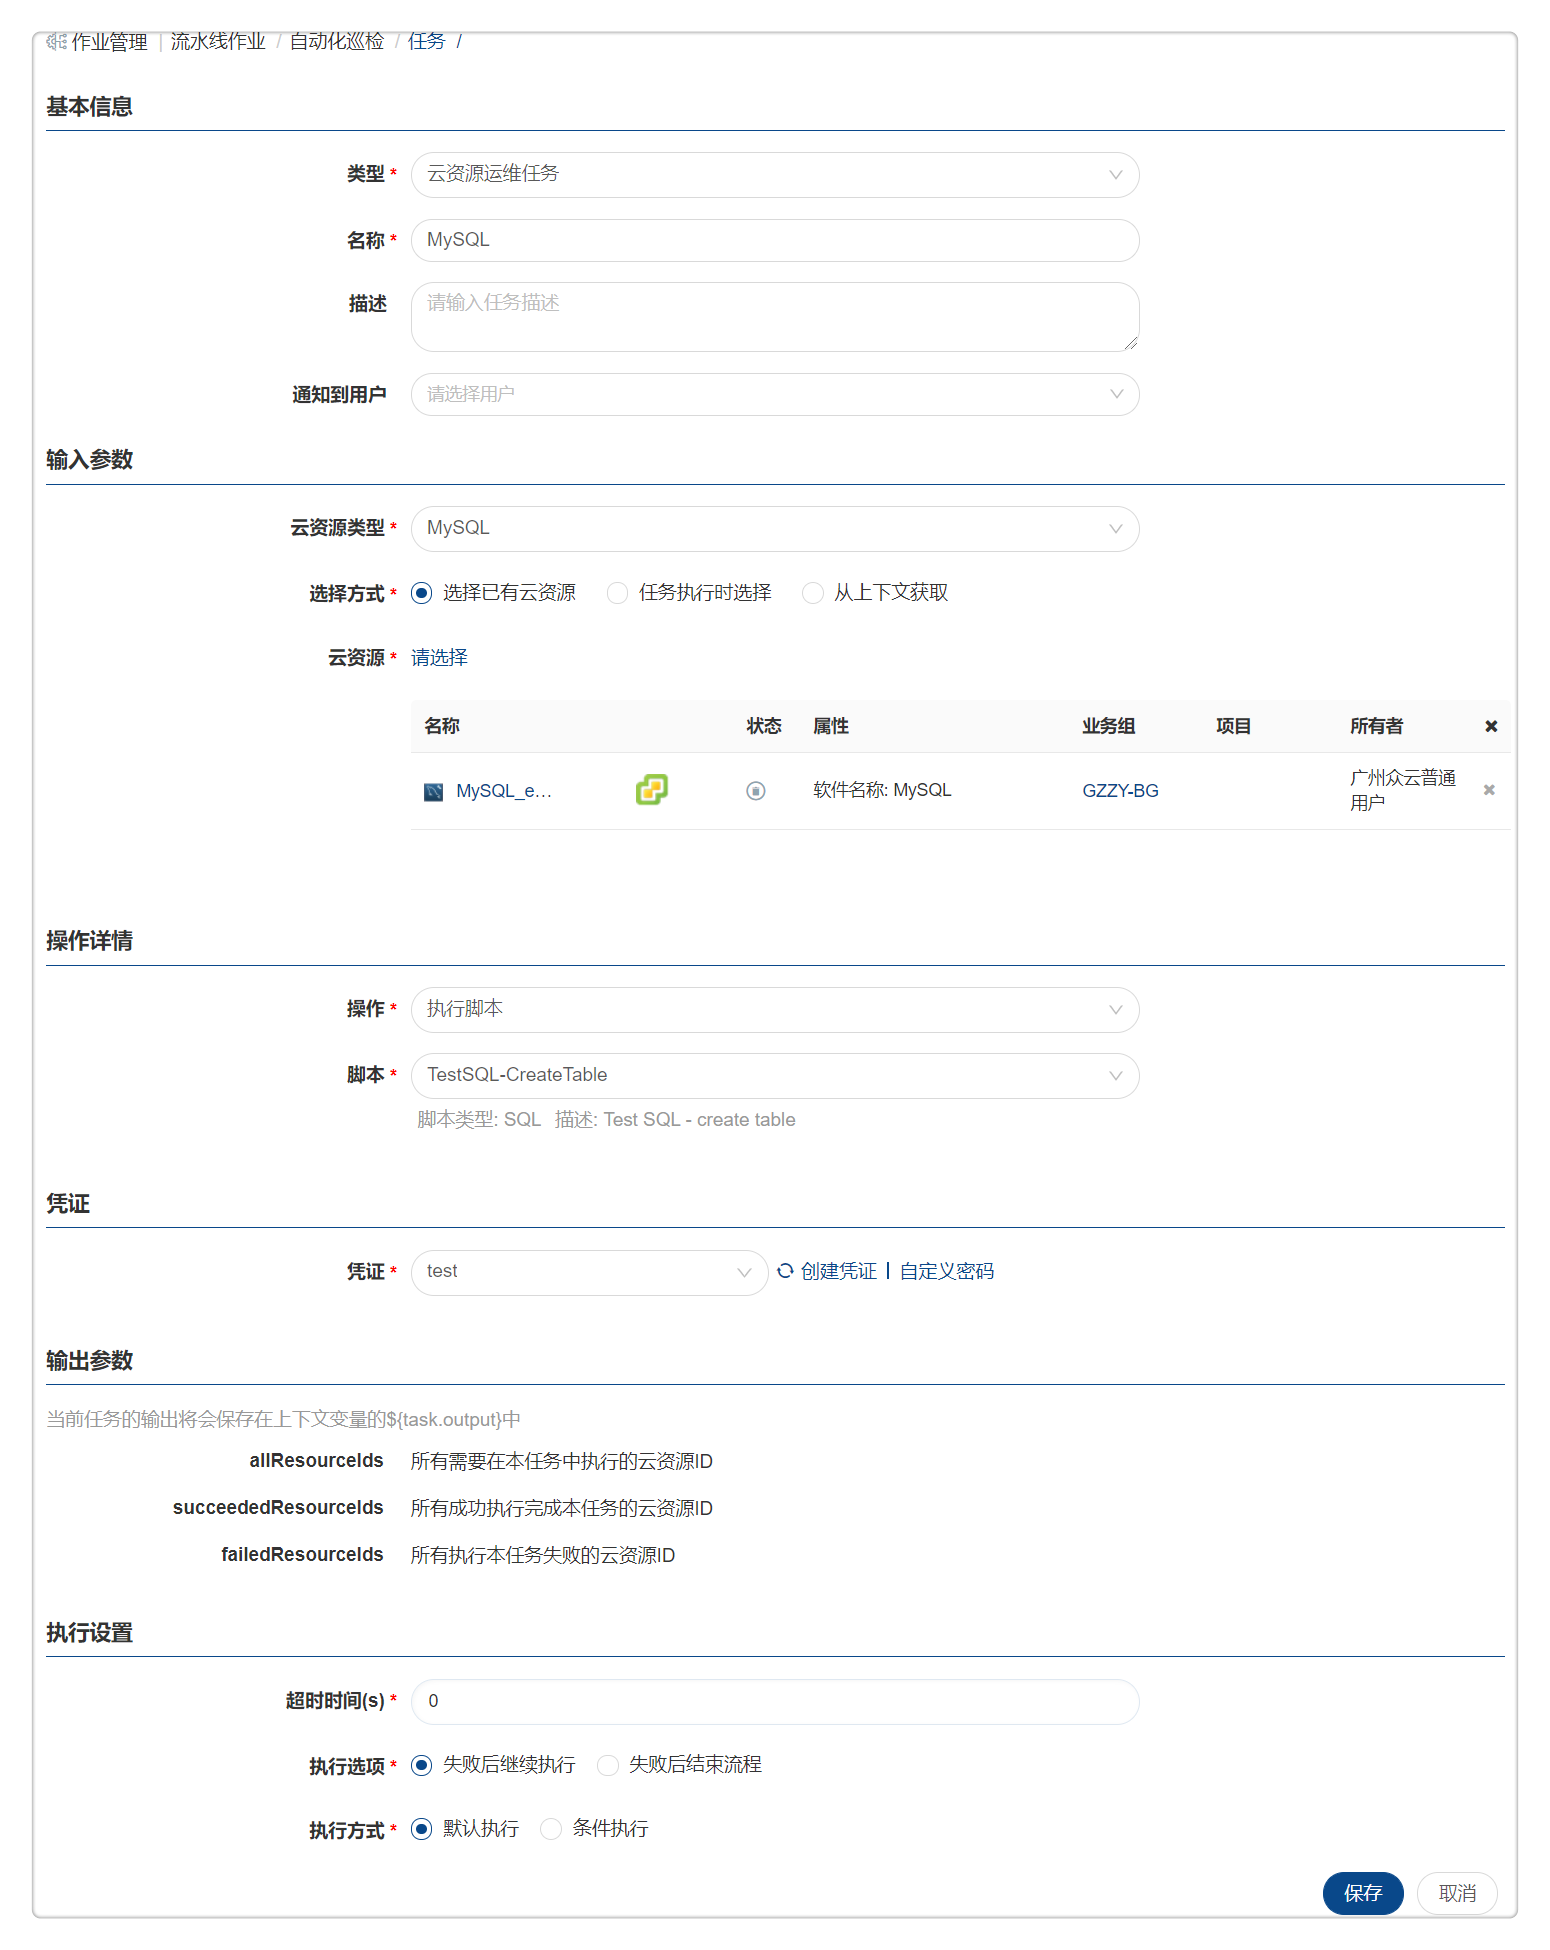 作业管理 | 流水线作业 / 自动化巡检 / 任务 /
基本信息
类型 * 云资源运维任务
名称 * MySQL
描述 请输入任务描述
通知到用户 请选择用户
输入参数
云资源类型 * MySQL
选择方式 * 选择已有云资源 任务执行时选择 从上下文获取
云资源 * 请选择
名称 状态 属性 业务组 项目 所有者
MySQL_e... 软件名称: MySQL GZZY-BG 广州众云普通
用户
操作详情
操作 * 执行脚本
脚本 * TestSQL-CreateTable
脚本类型: SQL 描述: Test SQL - create table
凭证
凭证 * test 创建凭证 | 自定义密码
输出参数
当前任务的输出将会保存在上下文变量的${task.output}中
allResourceIds 所有需要在本任务中执行的云资源ID
succeededResourceIds 所有成功执行完成本任务的云资源ID
failedResourceIds 所有执行本任务失败的云资源ID
执行设置
超时时间(s) * 0
执行选项 * 失败后继续执行 失败后结束流程
执行方式 * 默认执行 条件执行
保存 取消